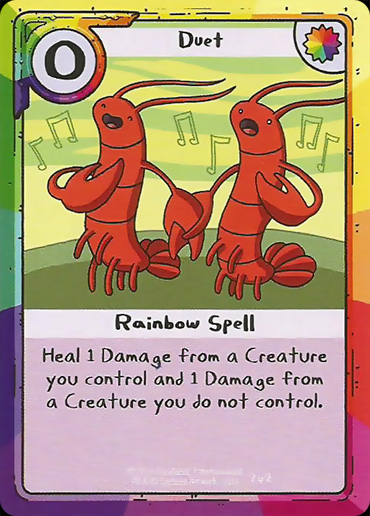 0
Duet
Rainbow Spell
Heal 1 Damage from a Creature
you control and 1 Damage from
a Creature you do not control.